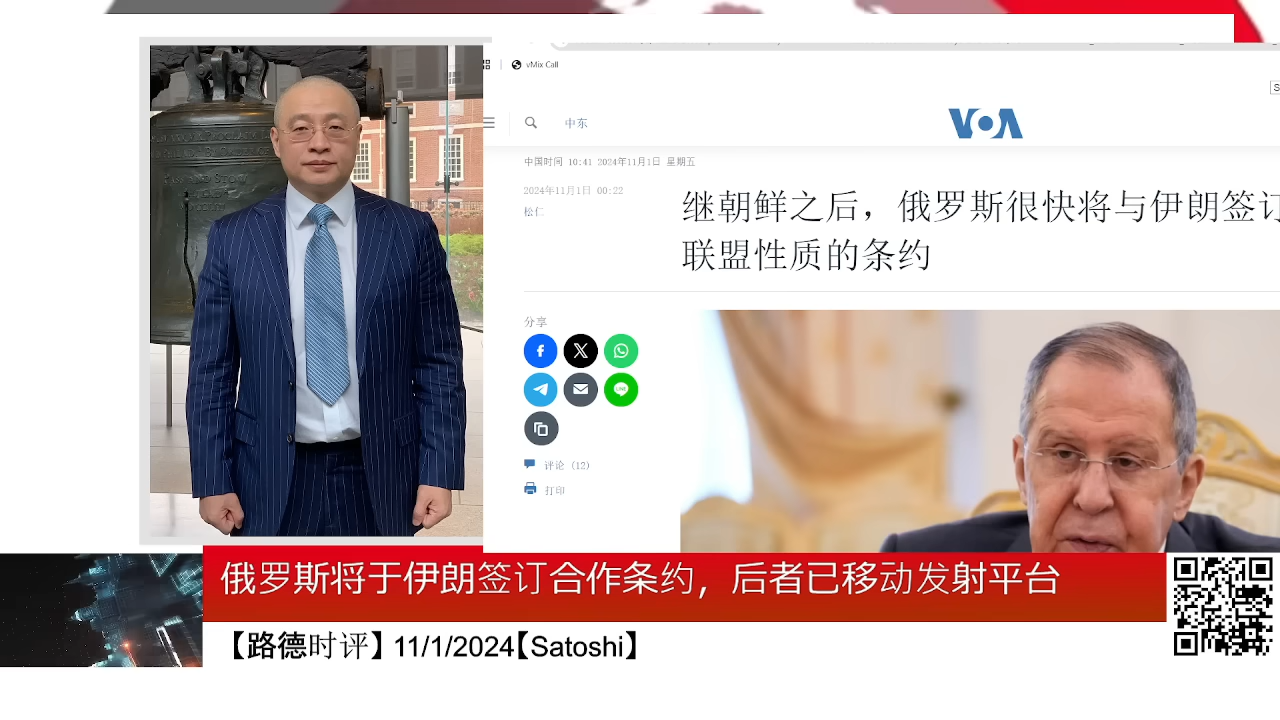 vMix Call
中东
VOA
中国时间 10:41 2024年11月1日 星期五
2024年11月1日 00:22
松仁
继朝鲜之后，俄罗斯很快将与伊朗签订
联盟性质的条约
分享
LINE
评论 (12)
打印
俄罗斯将于伊朗签订合作条约，后者已移动发射平台
【路德时评】11/1/2024【Satoshi】